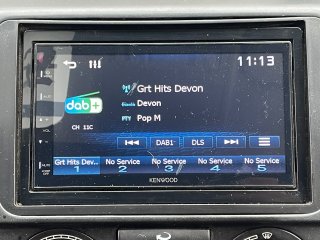 11:13
Grt Hits Devon
dab+
Devon
Pop M
CH 11C
DAB1
DLS
Grt Hits Dev... No Service No Service No Service No Service
1 2 3 4 5
KENWOOD
VOL